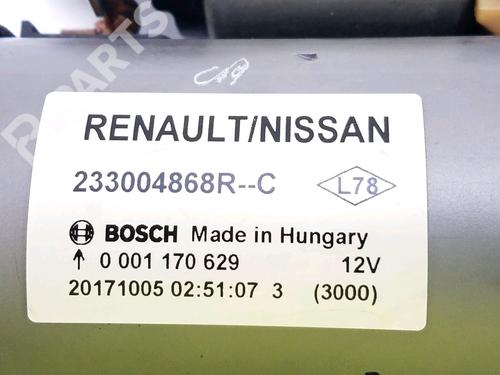 B-PARTS
RENAULT/NISSAN
233004868R--C L78
BOSCH Made in Hungary
0 001 170 629 12V
20171005 02:51:07 3 (3000)